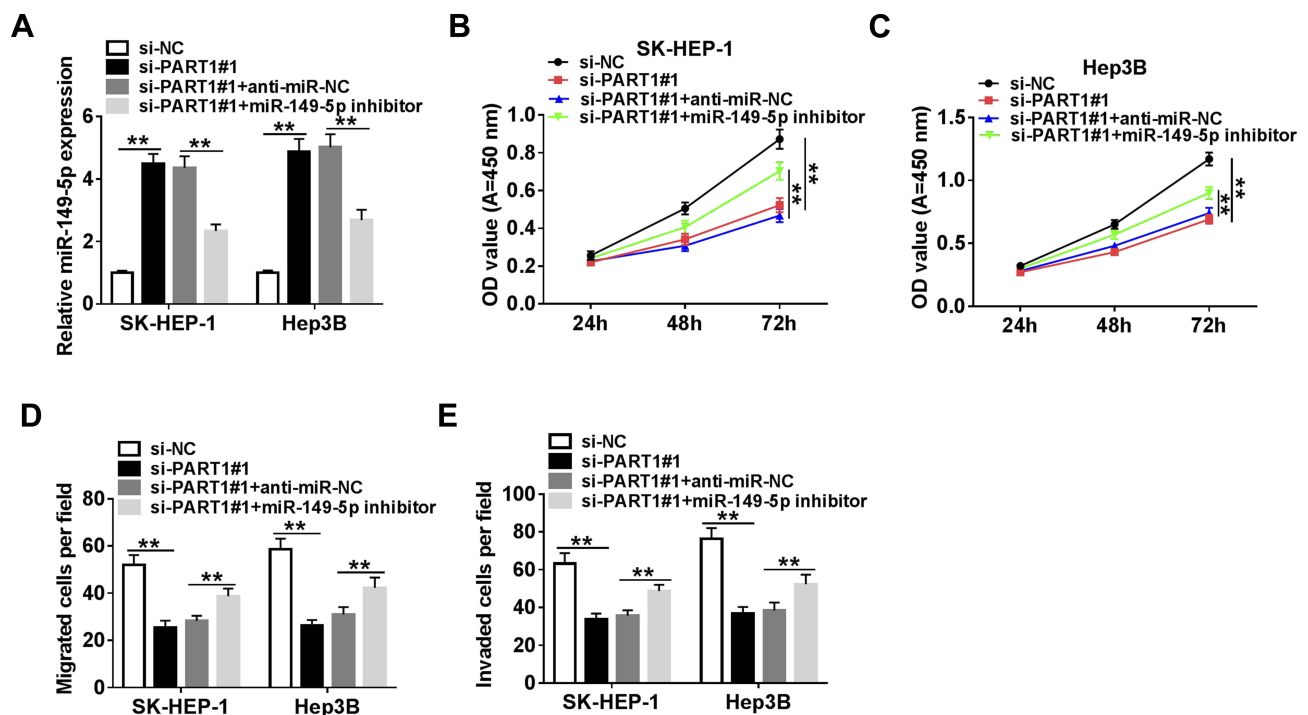 A
si-NC
si-PART1#1
si-PART1#1+anti-miR-NC
si-PART1#1+miR-149-5p inhibitor
Relative miR-149-5p expression
6
4
2
0
**
**
**
**
SK-HEP-1
Hep3B
B
SK-HEP-1
si-NC
si-PART1#1
si-PART1#1+anti-miR-NC
si-PART1#1+miR-149-5p inhibitor
OD value (A=450 nm)
1.0
0.8
0.6
0.4
0.2
0.0
24h
48h
72h
**
**
C
Hep3B
si-NC
si-PART1#1
si-PART1#1+anti-miR-NC
si-PART1#1+miR-149-5p inhibitor
OD value (A=450 nm)
1.5
1.0
0.5
0.0
24h
48h
72h
**
**
D
si-NC
si-PART1#1
si-PART1#1+anti-miR-NC
si-PART1#1+miR-149-5p inhibitor
Migrated cells per field
80
60
40
20
0
**
**
**
**
SK-HEP-1
Hep3B
E
si-NC
si-PART1#1
si-PART1#1+anti-miR-NC
si-PART1#1+miR-149-5p inhibitor
Invaded cells per field
100
80
60
40
20
0
**
**
**
**
SK-HEP-1
Hep3B